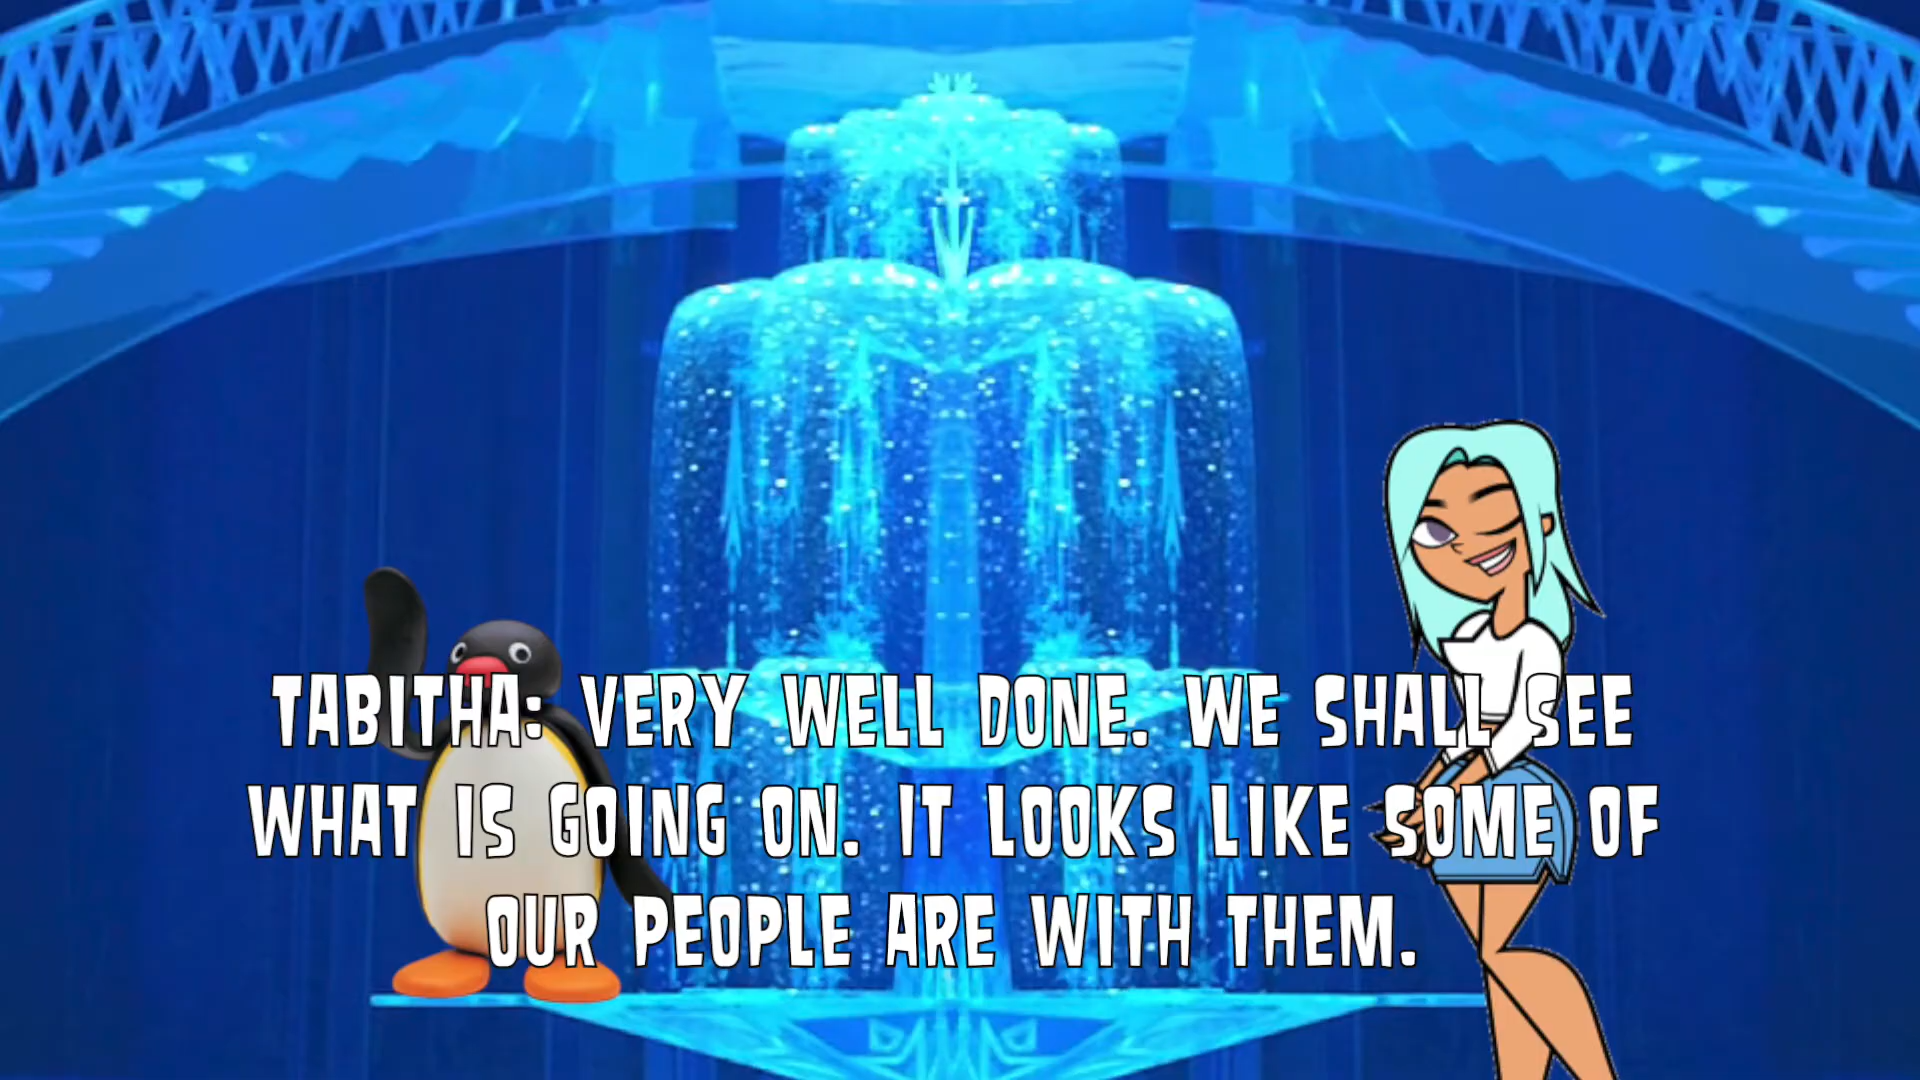 TABITHA: VERY WELL DONE. WE SHALL SEE
WHAT IS GOING ON. IT LOOKS LIKE SOME OF
OUR PEOPLE ARE WITH THEM.